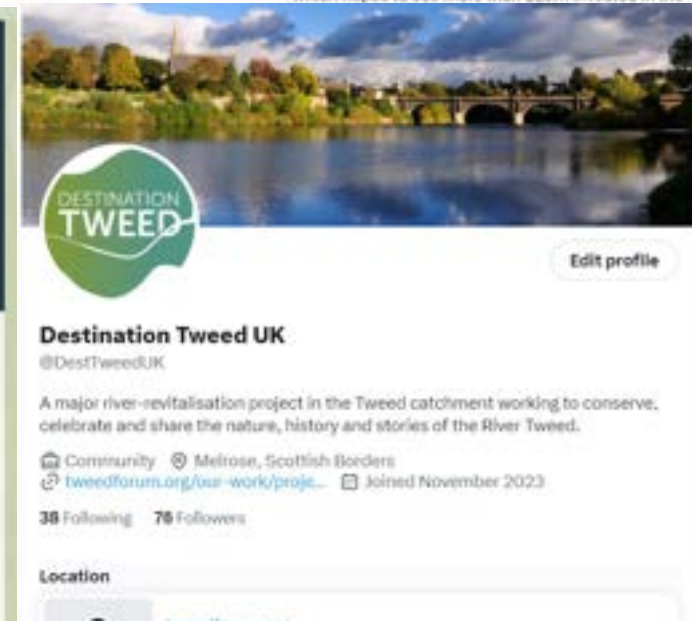 DESTINATION
TWEED
Edit profile
Destination Tweed UK
@DestTweedUK
A major river-revitalisation project in the Tweed catchment working to conserve,
celebrate and share the nature, history and stories of the River Tweed.
Community Melrose, Scottish Borders
tweedforum.org/our-work/proje... Joined November 2023
38 Following 76 Followers
Location